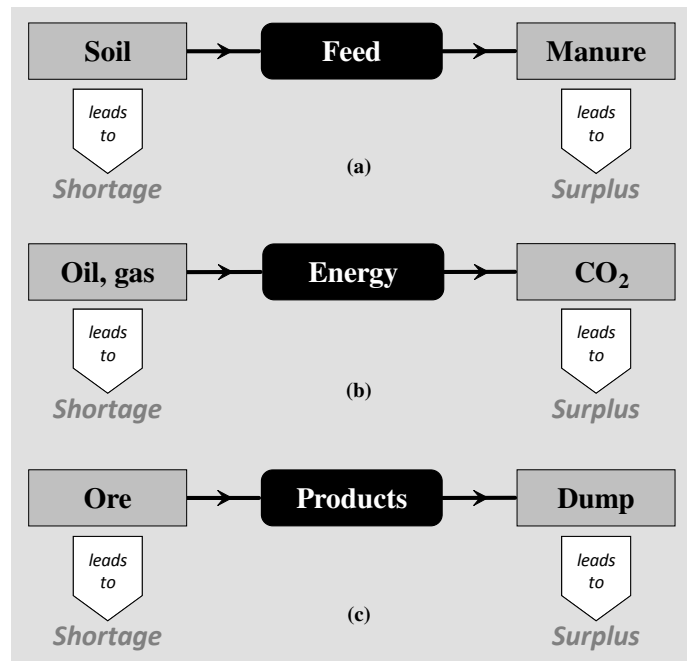 Soil Feed Manure
leads leads
to to
(a)
Shortage Surplus
Oil, gas Energy CO₂
leads leads
to to
(b)
Shortage Surplus
Ore Products Dump
leads leads
to to
(c)
Shortage Surplus